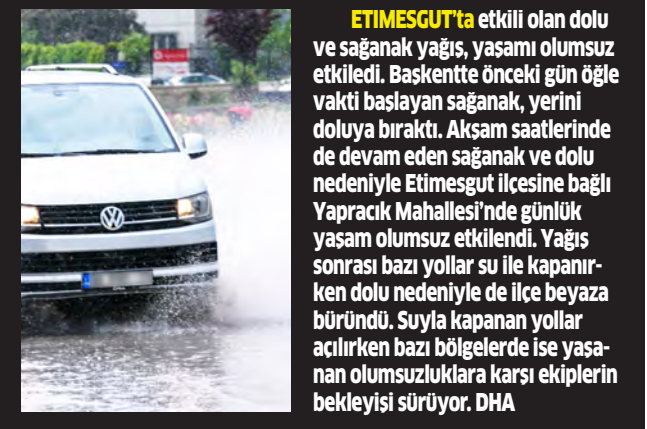 ETIMESGUT'ta etkili olan dolu
ve sağanak yağış, yaşamı olumsuz
etkiledi. Başkentte önceki gün öğle
vakti başlayan sağanak, yerini
doluya bıraktı. Akşam saatlerinde
de devam eden sağanak ve dolu
nedeniyle Etimesgut ilçesine bağlı
Yapracık Mahallesi'nde günlük
yaşam olumsuz etkilendi. Yağış
sonrası bazı yollar su ile kapanır-
ken dolu nedeniyle de ilçe beyaza
büründü. Suyla kapanan yollar
açılırken bazı bölgelerde ise yaşa-
nan olumsuzluklara karşı ekiplerin
bekleyişi sürüyor. DHA